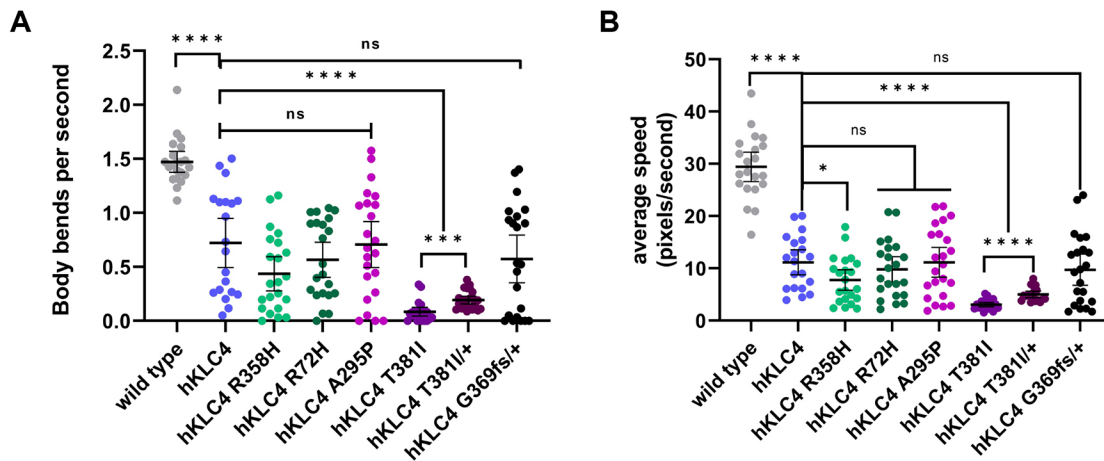 A
Body bends per second
2.5
2.0
1.5
1.0
0.5
0.0
****
ns
****
ns
***
wild type
hKLC4
hKLC4 R358H
hKLC4 R72H
hKLC4 A295P
hKLC4 T381I
hKLC4 T381I/+
hKLC4 G369fs/+
B
average speed
(pixels/second)
50
40
30
20
10
0
****
ns
****
ns
*
****
wild type
hKLC4
hKLC4 R358H
hKLC4 R72H
hKLC4 A295P
hKLC4 T381I
hKLC4 T381I/+
hKLC4 G369fs/+